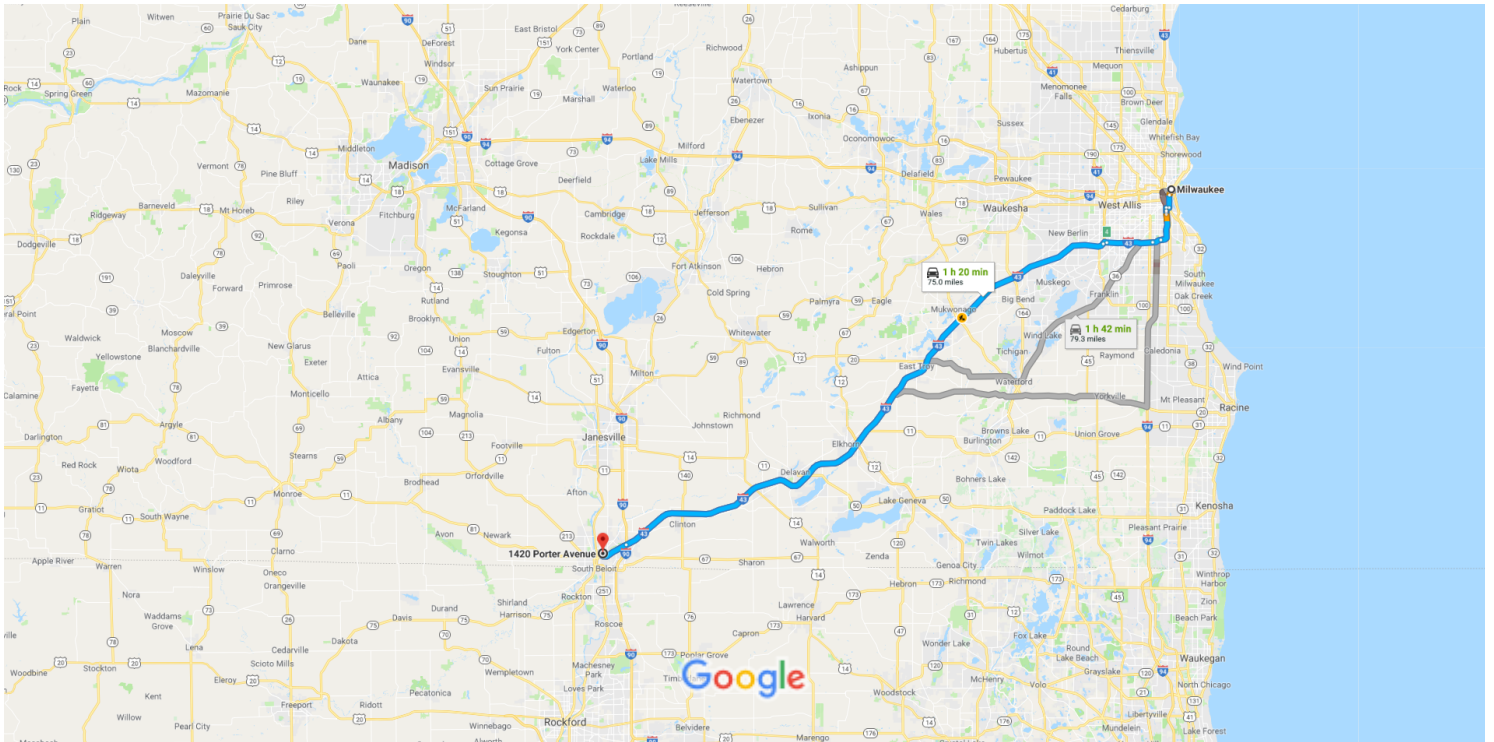 Plain
Witwen
Prairie Du Sac
Sauk City
Dane
DeForest
Windsor
East Bristol
York Center
Portland
Reeseville
Richwood
Ashippun
Hubertus
Cedarburg
Thiensville
Mequon
Menomonee
Falls
Brown Deer
Glendale
Whitefish Bay
Shorewood
Rock
Spring Green
Mazomanie
Waunakee
Sun Prairie
Marshall
Waterloo
Watertown
Ebenezer
Ixonia
Oconomowoc
Sussex
Middleton
Madison
Cottage Grove
Lake Mills
Milford
Delafield
Pewaukee
Vermont
Pine Bluff
Deerfield
Waukesha
West Allis
Milwaukee
Ridgeway
Barneveld
Mt Horeb
Riley
Verona
Fitchburg
McFarland
Kegonsa
Cambridge
Rockdale
Jefferson
Sullivan
Rome
Wales
New Berlin
Dodgeville
Daleyville
Forward
Primrose
Paoli
Oregon
Stoughton
Fort Atkinson
Hebron
Cold Spring
Palmyra
Eagle
1 h 20 min
75.0 miles
Big Bend
Muskego
Franklin
South
Milwaukee
Oak Creek
Rutland
Brooklyn
Belleville
Mukwonago
Moscow
Blanchardville
New Glarus
Union
Evansville
Edgerton
Fulton
Milton
Whitewater
Wind Lake
Tichigan
1 h 42 min
79.3 miles
Raymond
Caledonia
Wind Point
Waldwick
Yellowstone
Fayette
Exeter
Attica
Monticello
Albany
Magnolia
East Troy
Waterford
Yorkville
Mt Pleasant
Racine
Calamine
Argyle
Darlington
Footville
Janesville
Johnstown
Richmond
Elkhorn
Browns Lake
Burlington
Union Grove
Red Rock
Wiota
Woodford
Stearns
Monroe
Brodhead
Orfordville
Afton
Delavan
Bohners Lake
Gratiot
South Wayne
Clinton
Lake Geneva
Paddock Lake
Kenosha
Pleasant Prairie
Avon
Newark
Walworth
Zenda
Twin Lakes
Silver Lake
Wilmot
1420 Porter Avenue
South Beloit
Sharon
Genoa City
Apple River
Warren
Winslow
Clarno
Oneco
Orangeville
Hebron
Richmond
Winthrop
Harbor
Nora
Waddams
Grove
Lena
Durand
Davis
Shirland
Harrison
Rockton
Roscoe
Lawrence
Harvard
Zion
Beach Park
Dakota
Capron
Wonder Lake
Fox Lake
Round
Lake Beach
Waukegan
Woodbine
Stockton
Kent
Cedarville
Scioto Mills
Eleroy
Freeport
Ridott
Pecatonica
Wempletown
Machesney
Park
Loves Park
Poplar Grove
Google
Woodstock
McHenry
Volo
Grayslake
North Chicago
Willow
Pearl City
Winnebago
Rockford
Belvidere
Marengo
Libertyville
Mundelein
Lake Forest